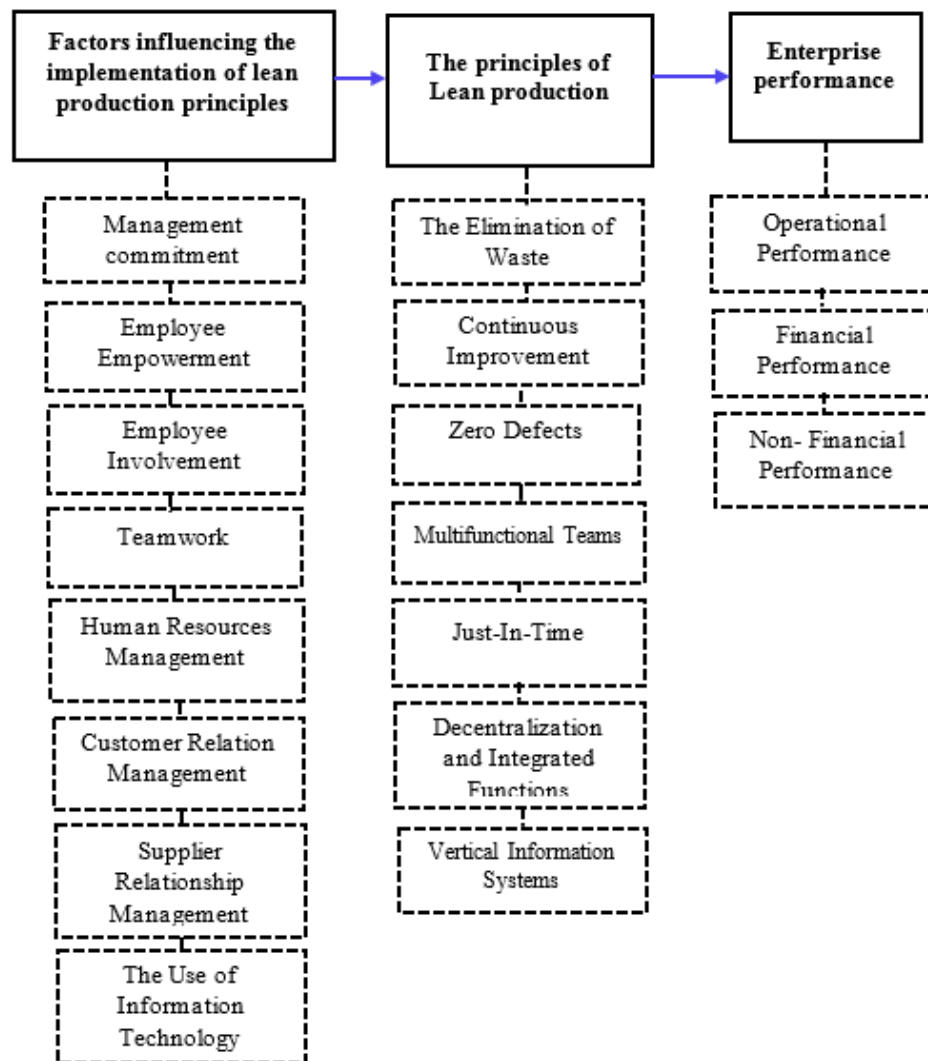 Factors influencing the
implementation of lean
production principles
Management
commitment
Employee
Empowerment
Employee
Involvement
Teamwork
Human Resources
Management
Customer Relation
Management
Supplier
Relationship
Management
The Use of
Information
Technology
The principles of
Lean production
The Elimination of
Waste
Continuous
Improvement
Zero Defects
Multifunctional Teams
Just-In-Time
Decentralization
and Integrated
Functions
Vertical Information
Systems
Enterprise
performance
Operational
Performance
Financial
Performance
Non- Financial
Performance